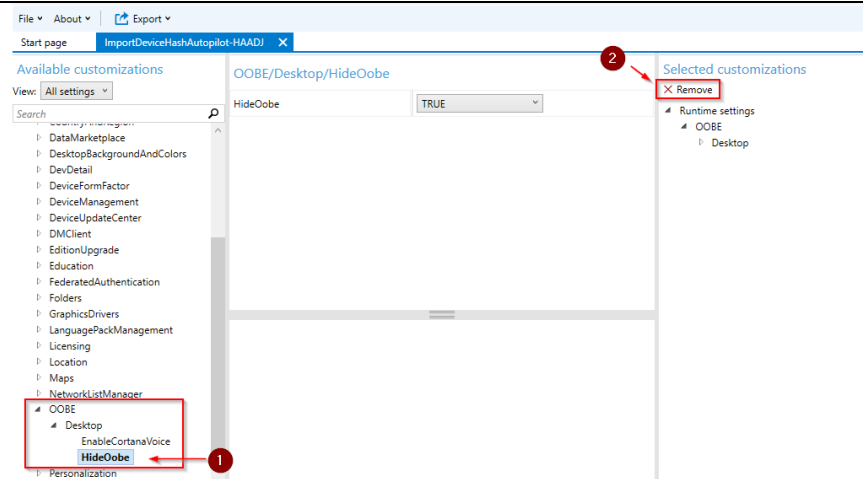 File About Export
Start page ImportDeviceHashAutopilot-HAADJ X
Available customizations
View: All settings
Search
DataMarketplace
DesktopBackgroundAndColors
DevDetail
DeviceFormFactor
DeviceManagement
DeviceUpdateCenter
DMClient
EditionUpgrade
Education
FederatedAuthentication
Folders
GraphicsDrivers
LanguagePackManagement
Licensing
Location
Maps
NetworkListManager
OOBE
Desktop
EnableCortanaVoice
HideOobe
1
Personalization
OOBE/Desktop/HideOobe
HideOobe TRUE
2
Selected customizations
Remove
Runtime settings
OOBE
Desktop